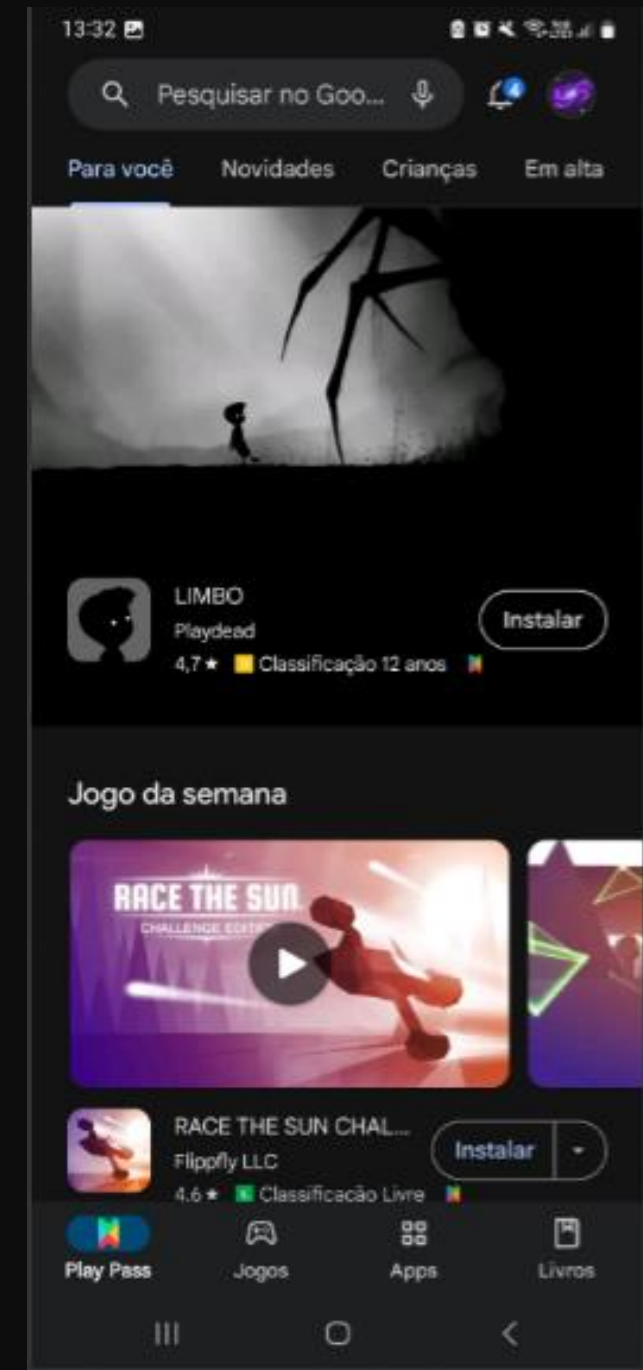 13:32
Pesquisar no Goo...
4
Para você Novidades Crianças Em alta
LIMBO
Playdead
4,7★ Classificação 12 anos
Instalar
Jogo da semana
RACE THE SUN
CHALLENGE EDITION
RACE THE SUN CHAL...
Flippfly LLC
4.6★ Classificação Livre
Instalar
Play Pass Jogos Apps Livros